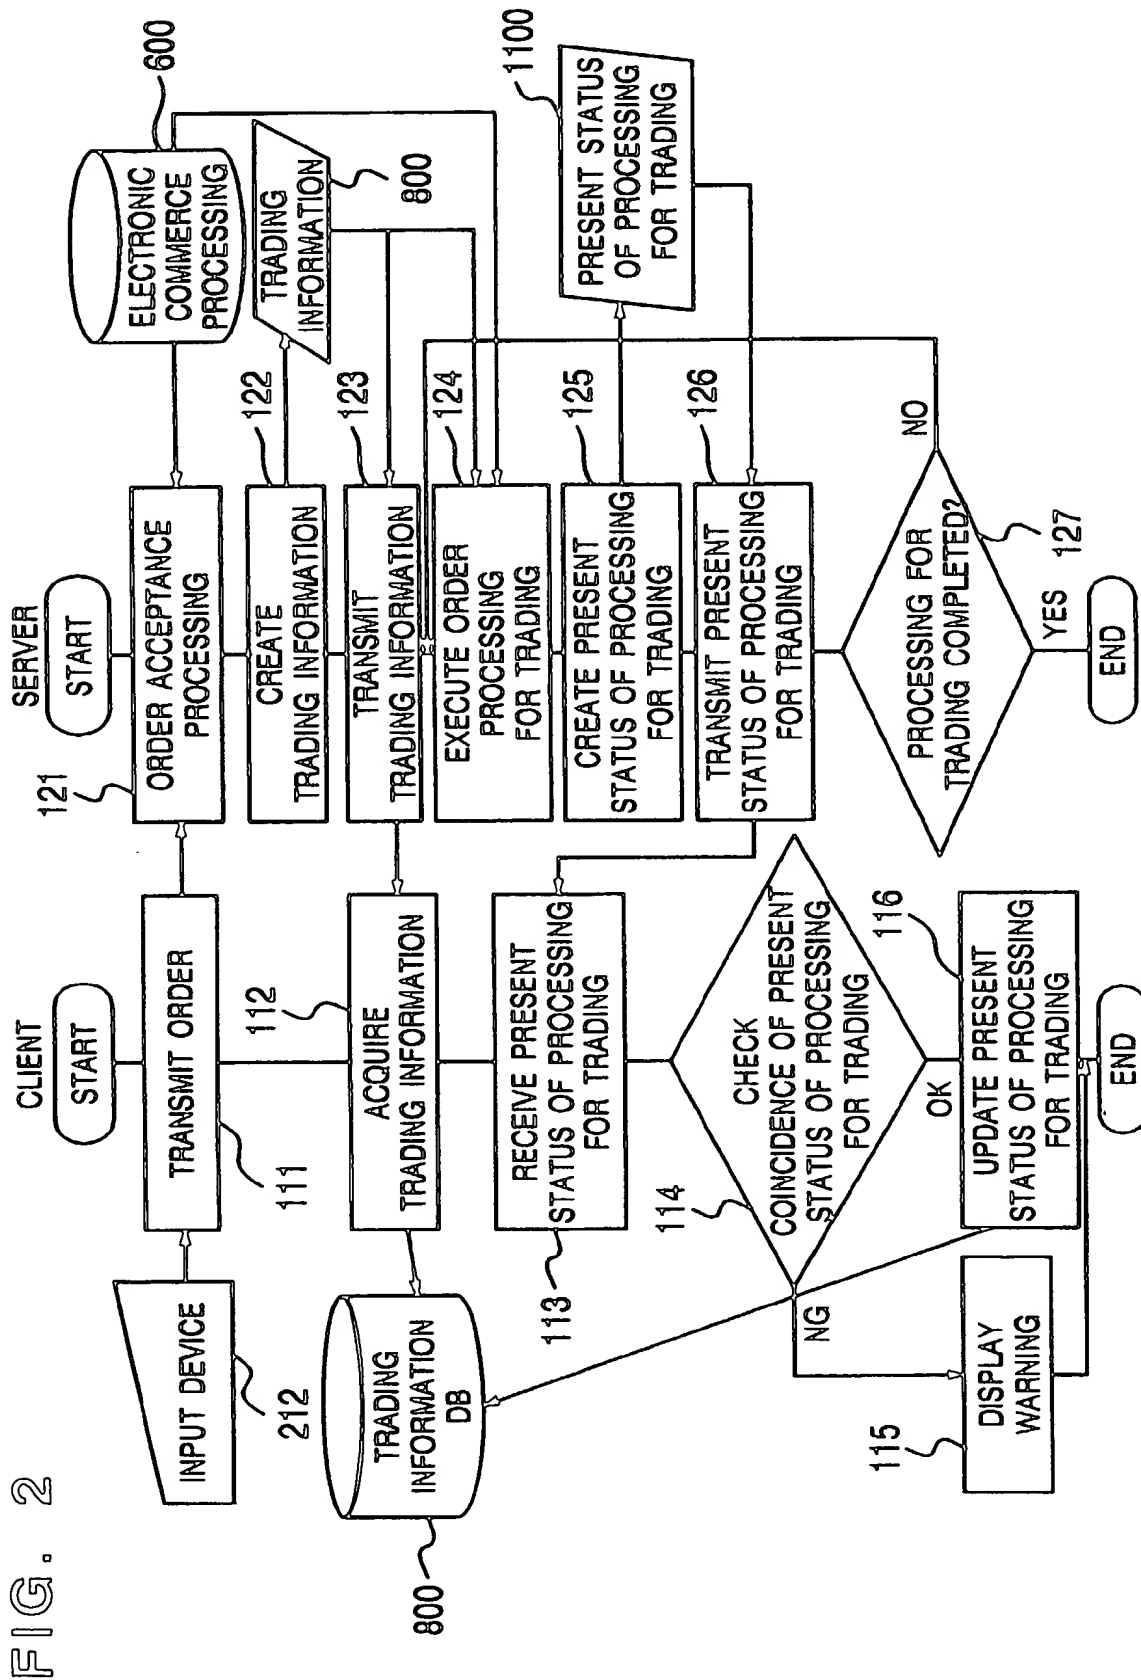 FIG. 2
CLIENT
START
INPUT DEVICE
212
TRANSMIT ORDER
111
112
ACQUIRE
TRADING INFORMATION
TRADING
INFORMATION
DB
800
RECEIVE PRESENT
STATUS OF PROCESSING
FOR TRADING
113
CHECK
COINCIDENCE OF PRESENT
STATUS OF PROCESSING
FOR TRADING
114
NG
OK
DISPLAY
WARNING
115
116
UPDATE PRESENT
STATUS OF PROCESSING
FOR TRADING
END
SERVER
START
121
ORDER ACCEPTANCE
PROCESSING
ELECTRONIC
COMMERCE
PROCESSING
600
122
CREATE
TRADING INFORMATION
TRADING
INFORMATION
800
123
TRANSMIT
TRADING INFORMATION
124
EXECUTE ORDER
PROCESSING
FOR TRADING
125
CREATE PRESENT
STATUS OF PROCESSING
FOR TRADING
1100
PRESENT STATUS
OF PROCESSING
FOR TRADING
126
TRANSMIT PRESENT
STATUS OF PROCESSING
FOR TRADING
PROCESSING FOR
TRADING COMPLETED?
127
NO
YES
END